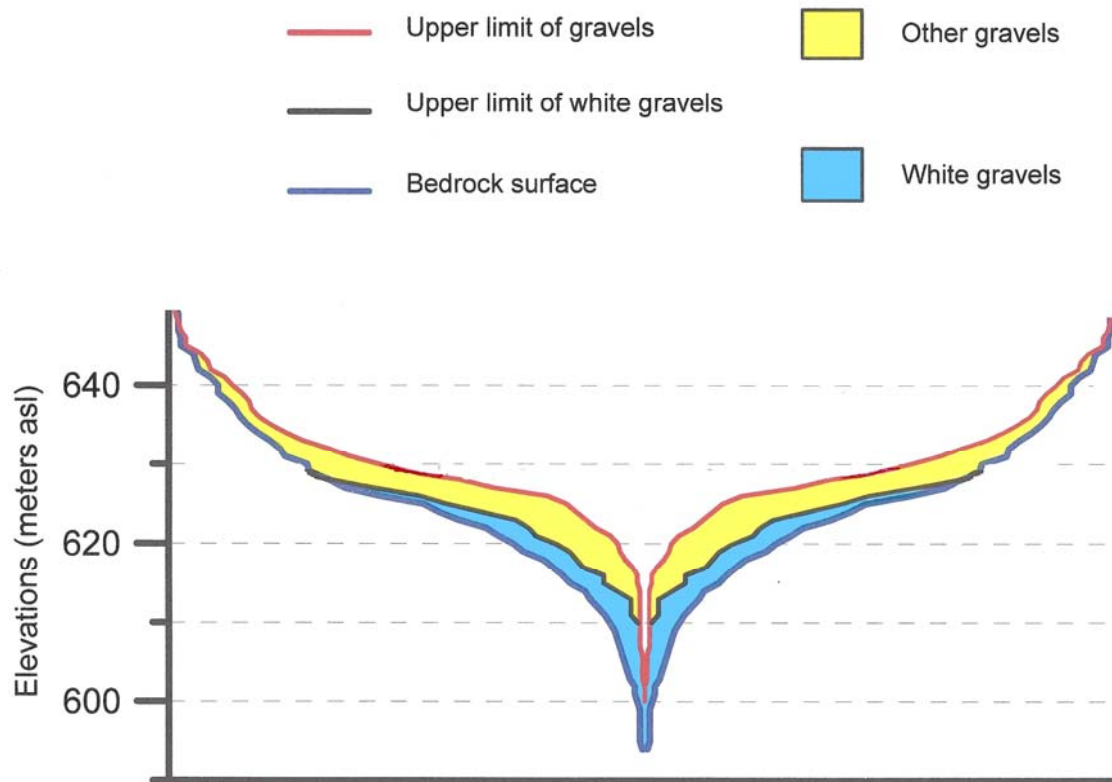 Upper limit of gravels
Other gravels
Upper limit of white gravels
Bedrock surface
White gravels
Elevations (meters asl)
640
620
600